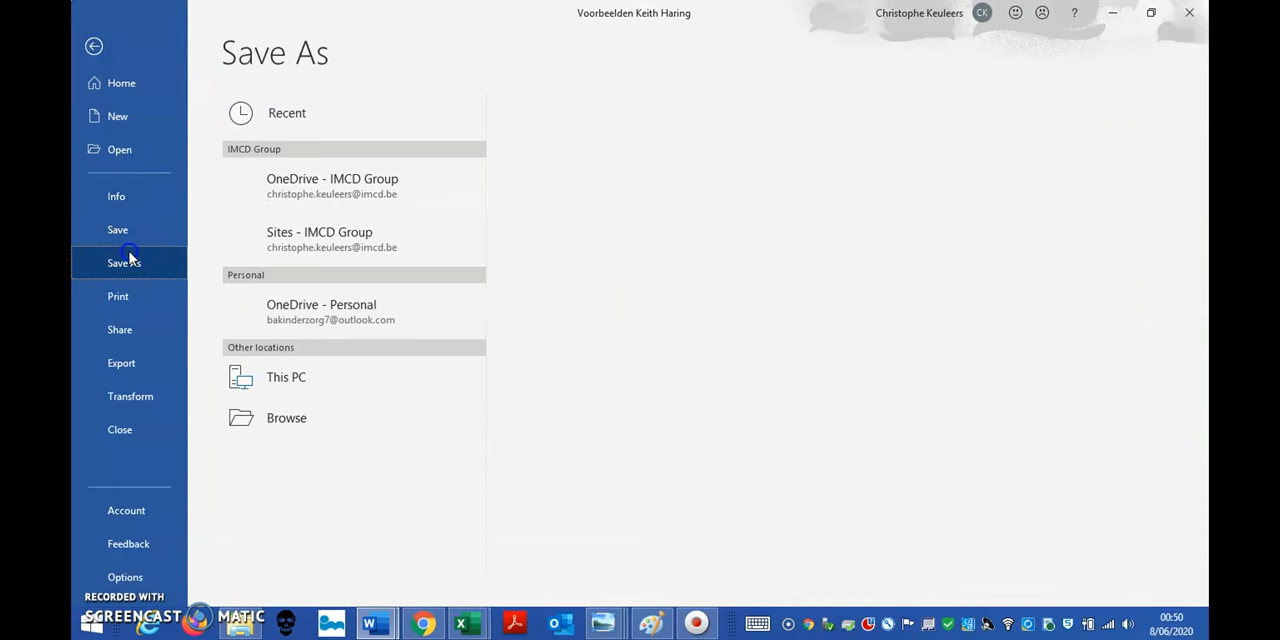 Voorbeelden Keith Haring
Christophe Keuleers
CK
?
Save As
Home
New
Open
Info
Save
Save As
Print
Share
Export
Transform
Close
Account
Feedback
Options
Recent
IMCD Group
OneDrive - IMCD Group
christophe.keuleers@imcd.be
Sites - IMCD Group
christophe.keuleers@imcd.be
Personal
OneDrive - Personal
bakinderzorg7@outlook.com
Other locations
This PC
Browse
RECORDED WITH
SCREENCAST MATIC
00:50
8/06/2020